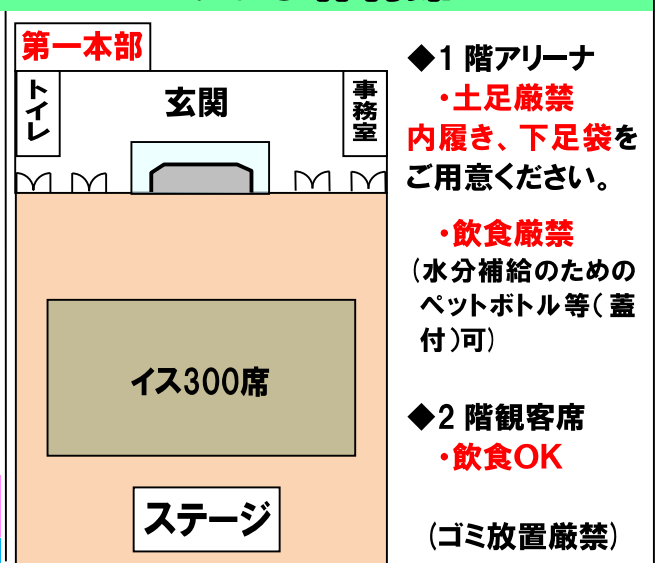 第一本部
トイレ
玄関
事務室
イス300席
ステージ
◆1階アリーナ
・土足厳禁
内履き、下足袋を
ご用意ください。
・飲食厳禁
(水分補給のための
ペットボトル等(蓋
付)可)
◆2階観客席
・飲食OK
(ゴミ放置厳禁)